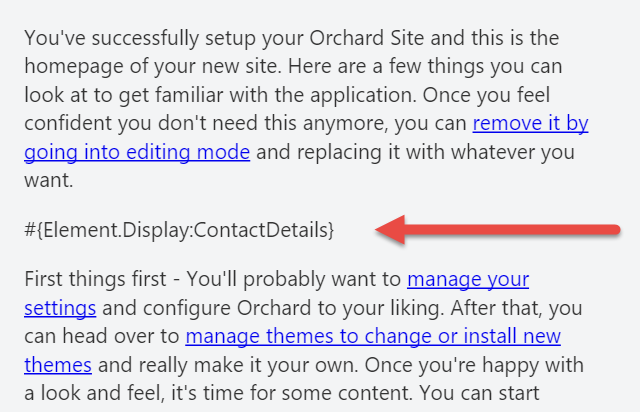 You've successfully setup your Orchard Site and this is the
homepage of your new site. Here are a few things you can
look at to get familiar with the application. Once you feel
confident you don't need this anymore, you can remove it by
going into editing mode and replacing it with whatever you
want.
#{Element.Display:ContactDetails}
First things first - You'll probably want to manage your
settings and configure Orchard to your liking. After that, you
can head over to manage themes to change or install new
themes and really make it your own. Once you're happy with
a look and feel, it's time for some content. You can start